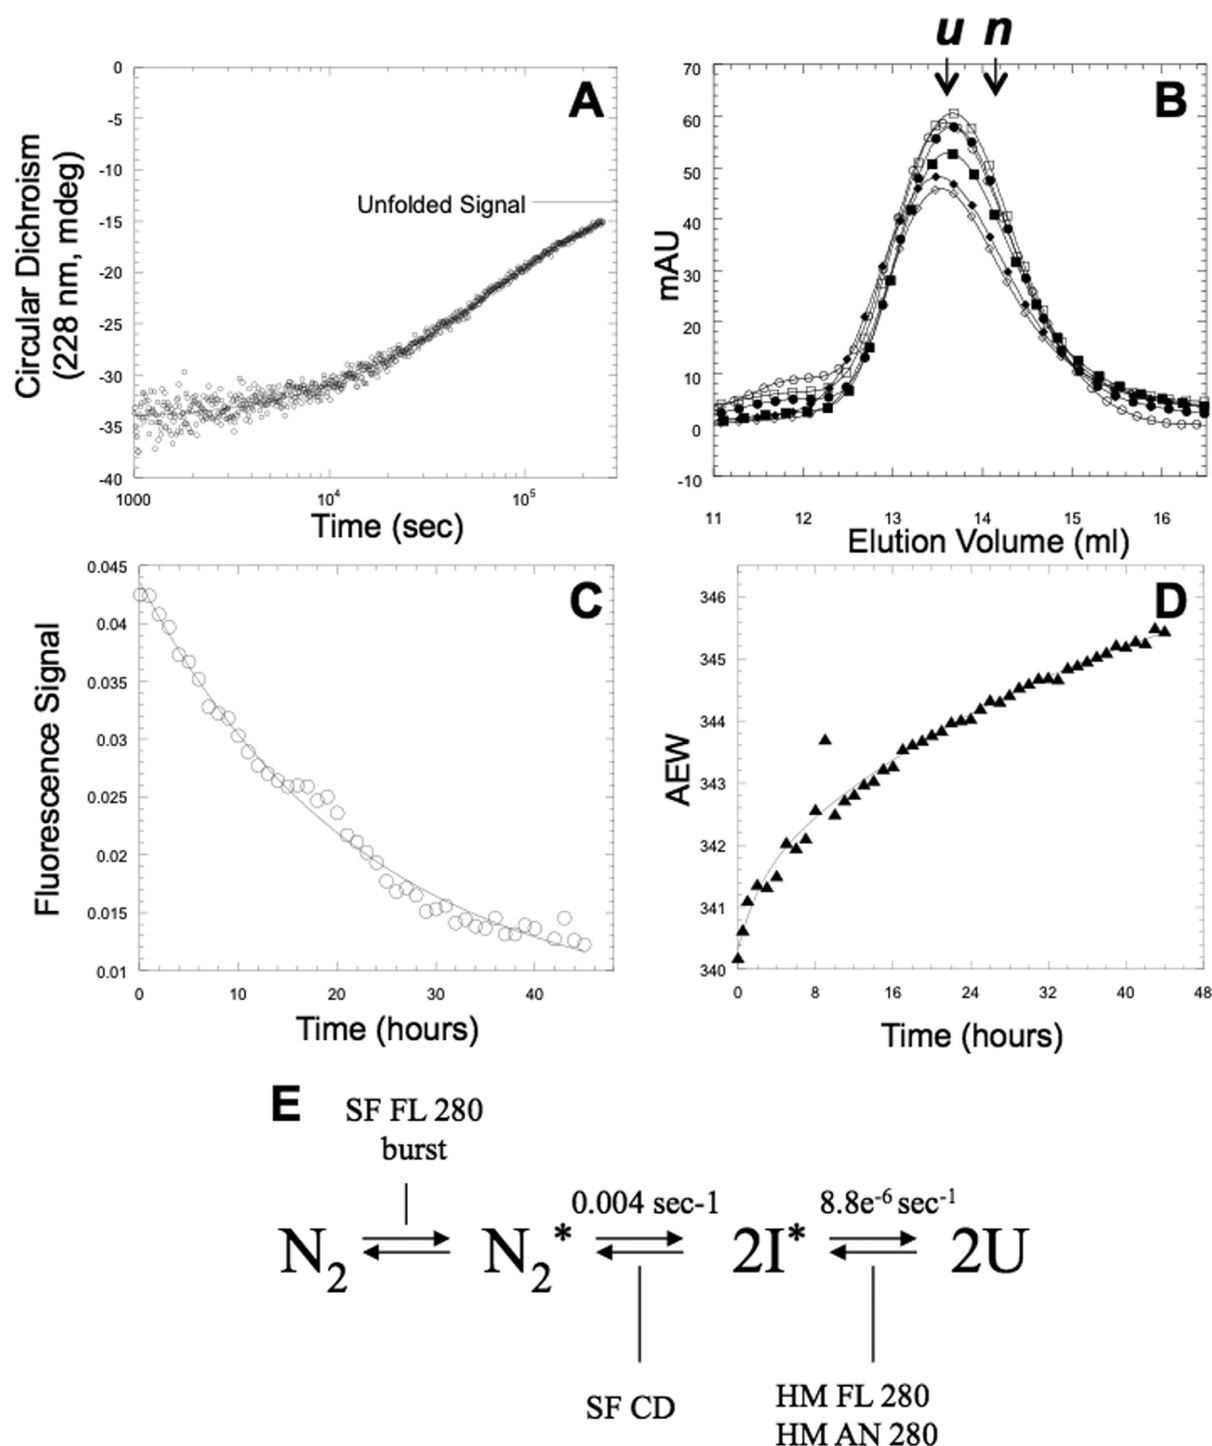 A
0
-5
-10
-15
-20
-25
-30
-35
-40
Circular Dichroism
(228 nm, mdeg)
Unfolded Signal
1000
10⁴
10⁵
Time (sec)
u n
B
70
60
50
40
30
20
10
0
-10
mAU
11 12 13 14 15 16
Elution Volume (ml)
C
0.045
0.04
0.035
0.03
0.025
0.02
0.015
0.01
Fluorescence Signal
0 10 20 30 40
Time (hours)
D
346
345
344
343
342
341
340
AEW
0 8 16 24 32 40 48
Time (hours)
E
SF FL 280
burst
0.004 sec-1 8.8e⁻⁶ sec⁻¹
N₂ N₂* 2I* 2U
SF CD
HM FL 280
HM AN 280